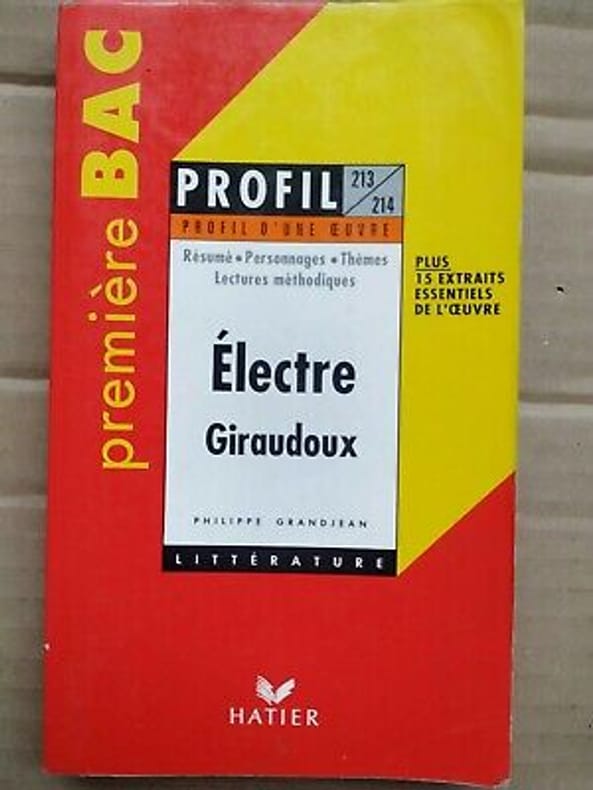 première BAC
PROFIL
213
214
PROFIL D'UNE ŒUVRE
Résumé • Personnages • Thèmes
Lectures méthodiques
PLUS
15 EXTRAITS
ESSENTIELS
DE L'ŒUVRE
Électre
Giraudoux
PHILIPPE GRANDJEAN
LITTÉRATURE
HATIER